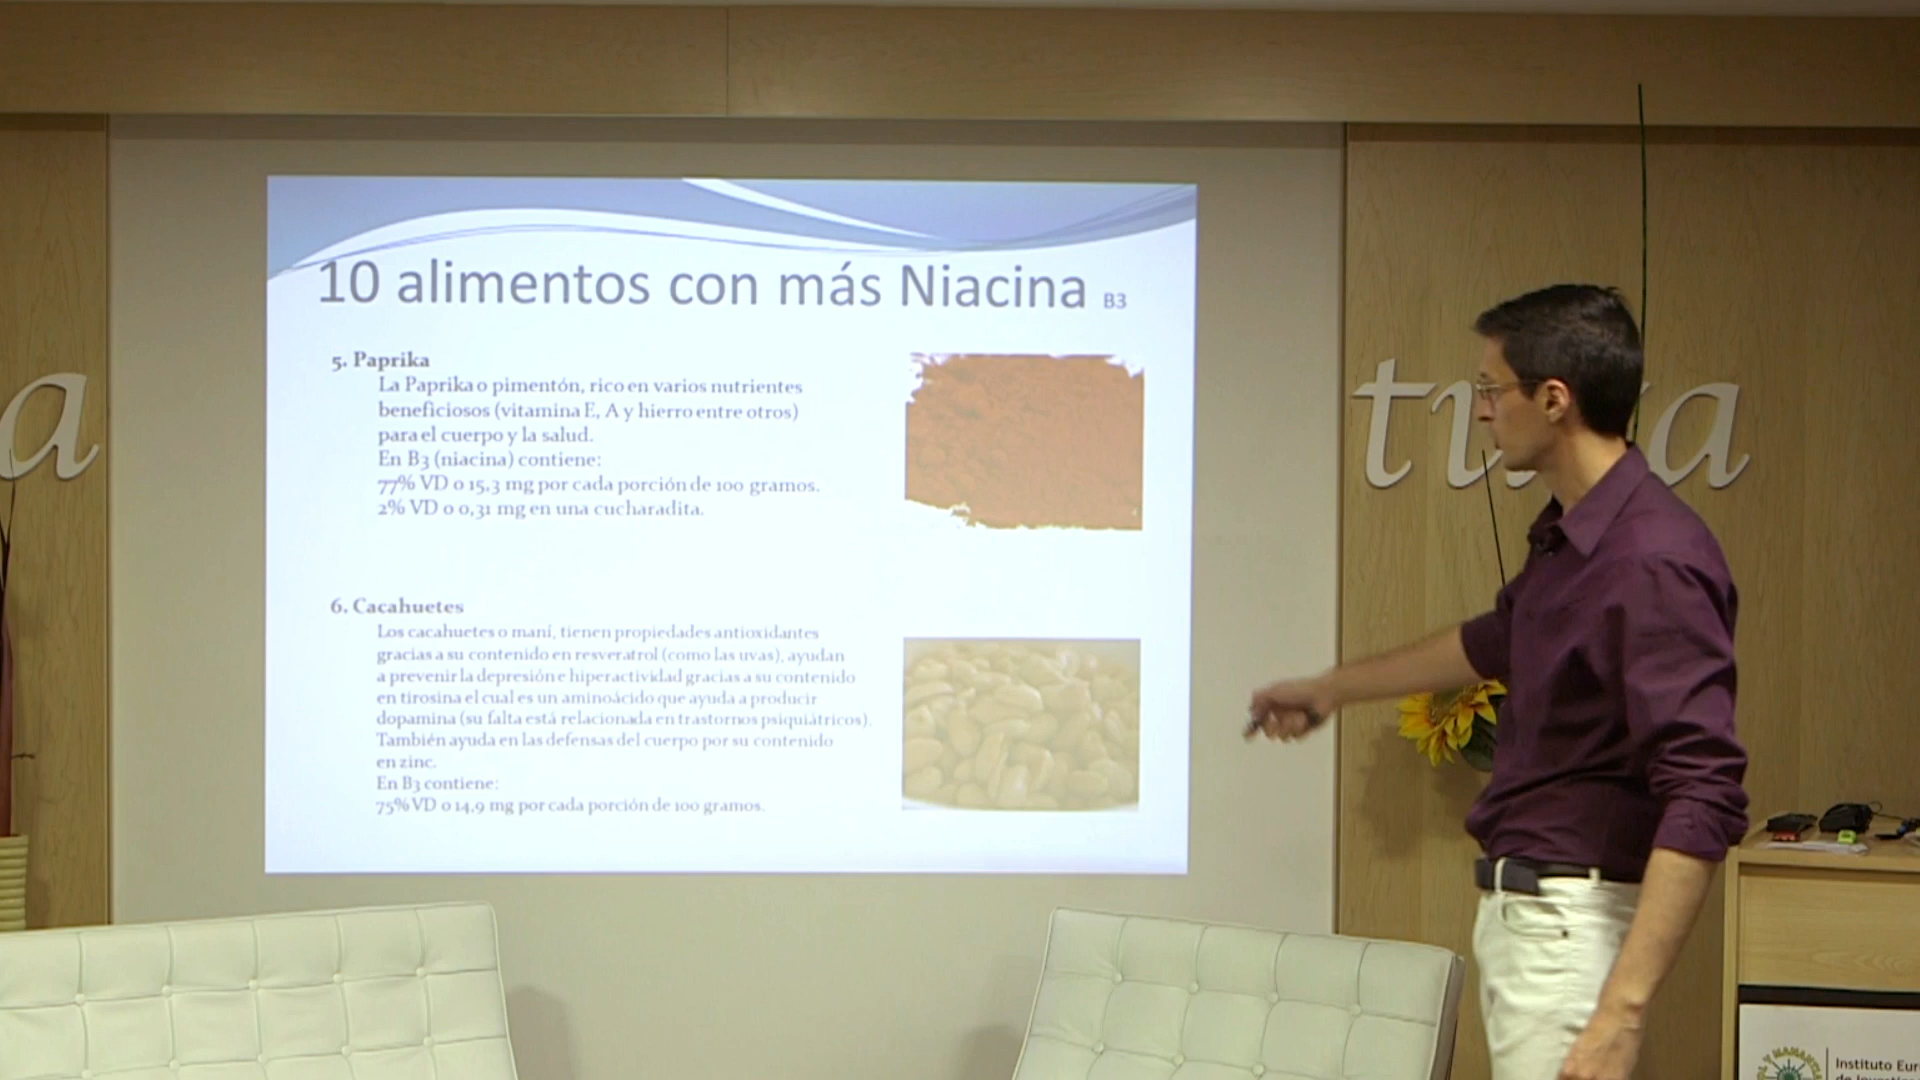 10 alimentos con más Niacina B3
5. Paprika
La Paprika o pimentón, rico en varios nutrientes
beneficiosos (vitamina E, A y hierro entre otros)
para el cuerpo y la salud.
En B3 (niacina) contiene:
77% VD o 15,3 mg por cada porción de 100 gramos.
2% VD o 0,31 mg en una cucharadita.
6. Cacahuetes
Los cacahuetes o maní, tienen propiedades antioxidantes
gracias a su contenido en resveratrol (como las uvas), ayudan
a prevenir la depresión e hiperactividad gracias a su contenido
en tirosina el cual es un aminoácido que ayuda a producir
dopamina (su falta está relacionada en trastornos psiquiátricos).
También ayuda en las defensas del cuerpo por su contenido
en zinc.
En B3 contiene:
75% VD o 14,9 mg por cada porción de 100 gramos.
a
a
Instituto Eur